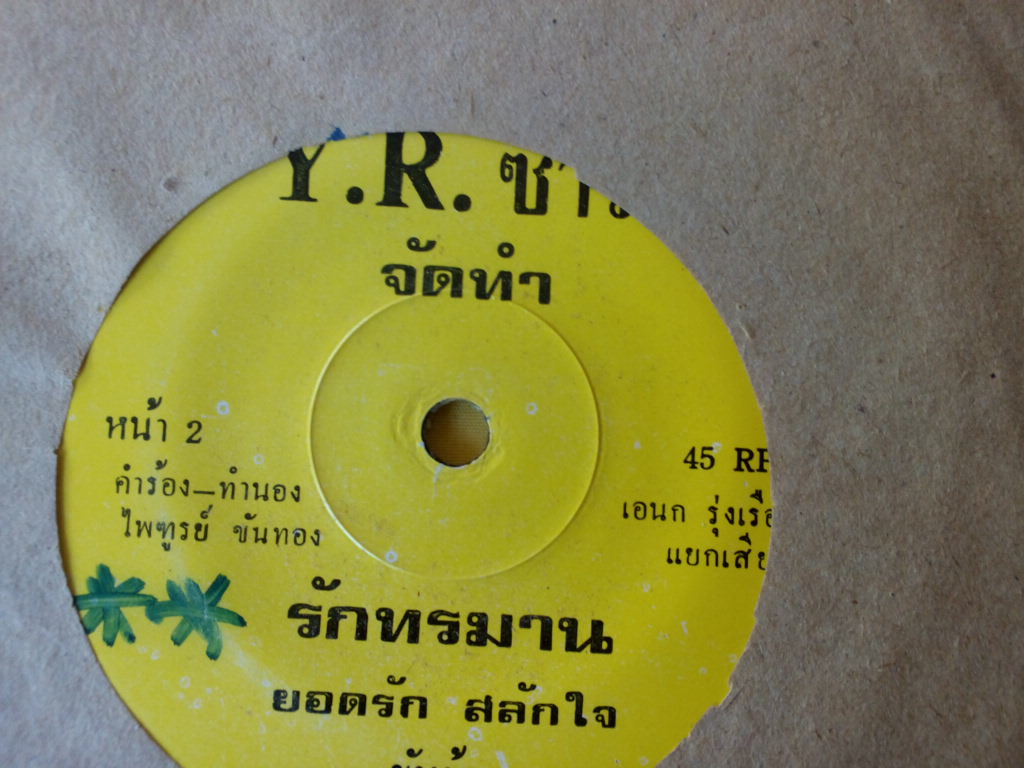 Y.R.
จัดทำ
หน้า 2
45
คำร้อง—ทำนอง
เอนก
ไพฑูรย์ ขันทอง
รักทรมาน
ยอดรัก สลักใจ